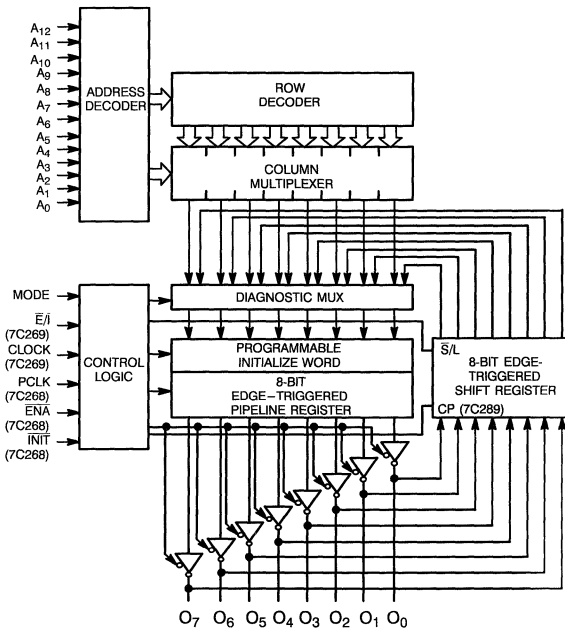 A12
A11
A10
A9
A8
A7
A6
A5
A4
A3
A2
A1
A0
ADDRESS
DECODER
ROW
DECODER
COLUMN
MULTIPLEXER
DIAGNOSTIC MUX
MODE
E̅/I̅
(7C269)
CLOCK
(7C269)
PCLK
(7C268)
E̅N̅A̅
(7C268)
I̅N̅I̅T̅
(7C268)
CONTROL
LOGIC
PROGRAMMABLE
INITIALIZE WORD
8-BIT
EDGE-TRIGGERED
PIPELINE REGISTER
S̅/L
8-BIT EDGE-
TRIGGERED
SHIFT REGISTER
CP (7C289)
O7 O6 O5 O4 O3 O2 O1 O0